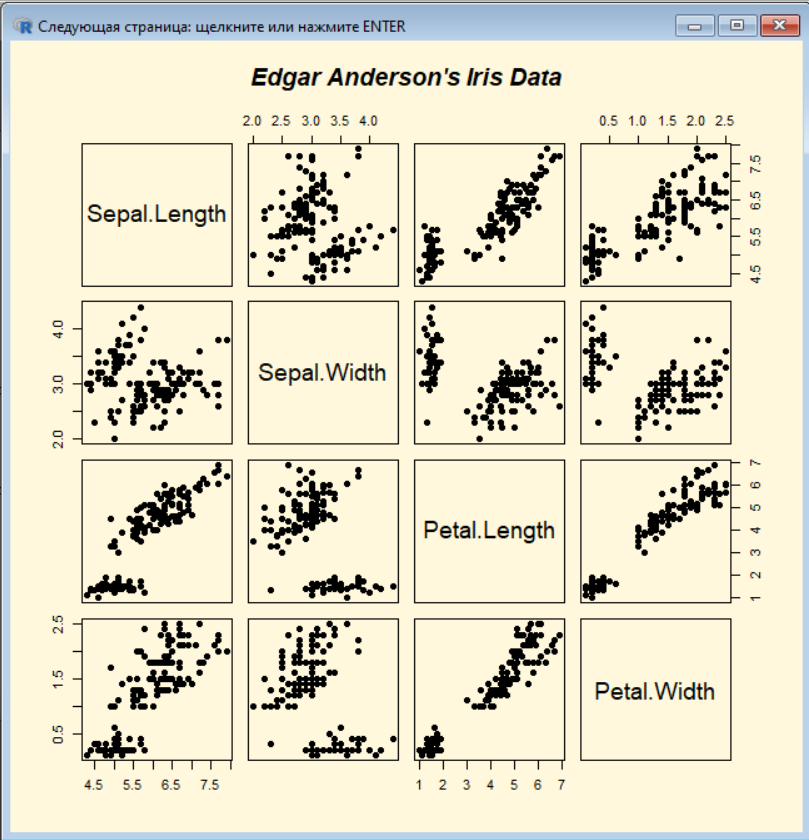 Следующая страница: щелкните или нажмите ENTER
Edgar Anderson's Iris Data
2.0 2.5 3.0 3.5 4.0
0.5 1.0 1.5 2.0 2.5
Sepal.Length
4.5 5.5 6.5 7.5
2.0 3.0 4.0
Sepal.Width
Petal.Length
1 2 3 4 5 6 7
0.5 1.5 2.5
Petal.Width
4.5 5.5 6.5 7.5
1 2 3 4 5 6 7